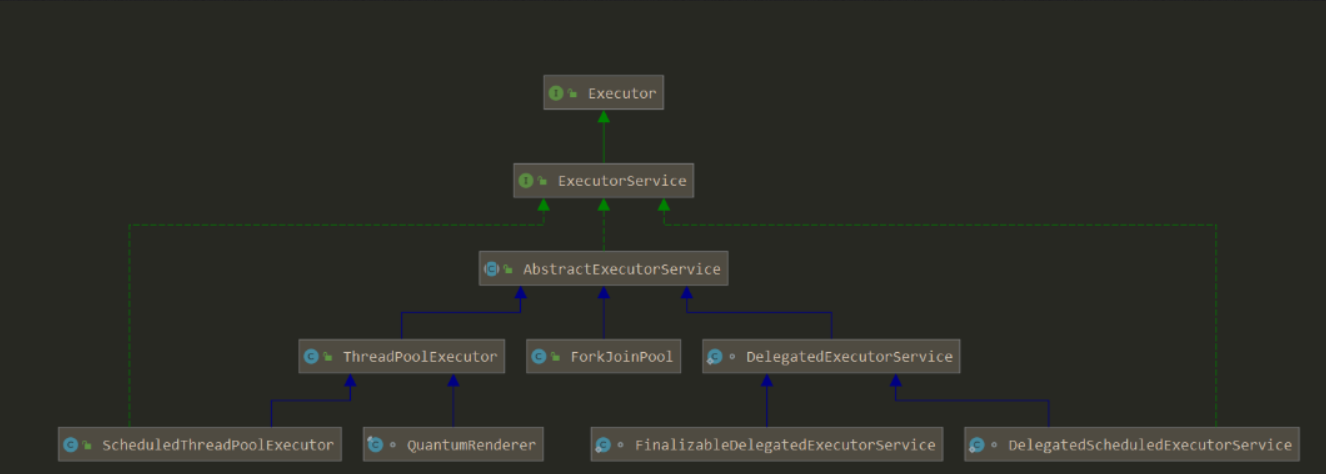 Executor
ExecutorService
AbstractExecutorService
ThreadPoolExecutor
ForkJoinPool
DelegatedExecutorService
ScheduledThreadPoolExecutor
QuantumRenderer
FinalizableDelegatedExecutorService
DelegatedScheduledExecutorService